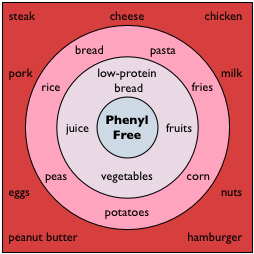 steak cheese chicken
bread pasta
pork low-protein milk
rice bread fries
Phenyl
juice Free fruits
peas vegetables corn
eggs nuts
potatoes
peanut butter hamburger